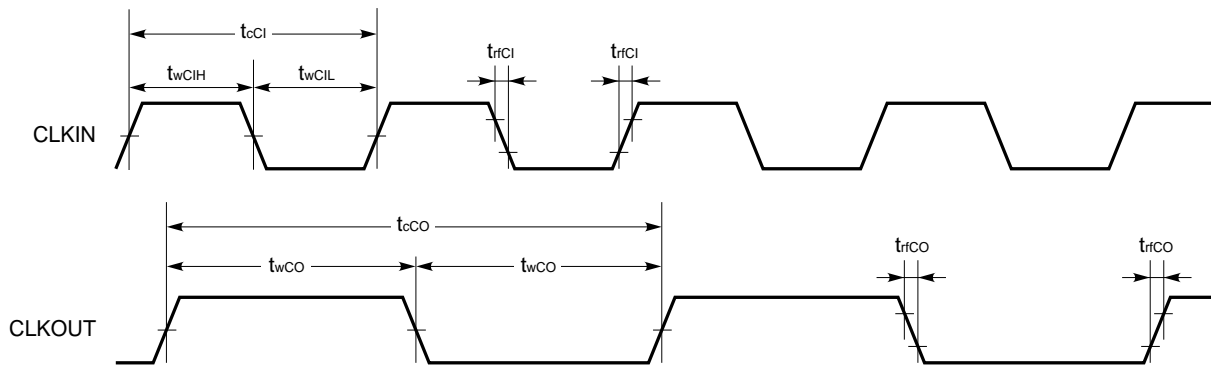 tcCI
trfCI trfCI
twCIH twCIL
CLKIN
tcCO
trfCO trfCO
twCO twCO
CLKOUT